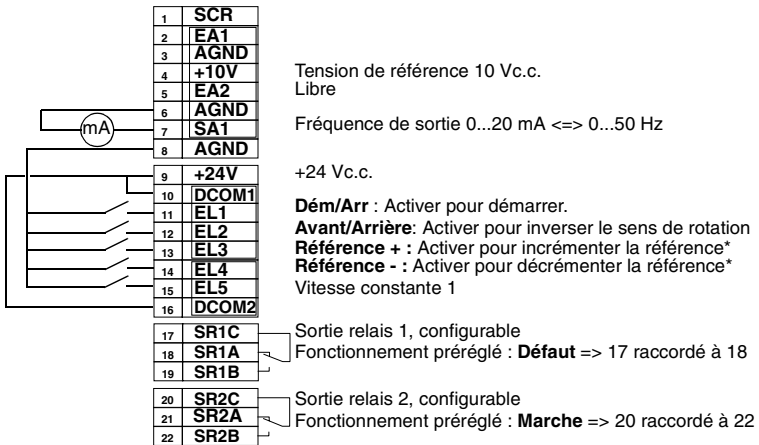 1 SCR
2 EA1
3 AGND
4 +10V Tension de référence 10 Vc.c.
5 EA2 Libre
6 AGND
mA
7 SA1 Fréquence de sortie 0...20 mA <=> 0...50 Hz
8 AGND
9 +24V +24 Vc.c.
10 DCOM1
11 EL1 Dém/Arr : Activer pour démarrer.
12 EL2 Avant/Arrière: Activer pour inverser le sens de rotation
13 EL3 Référence + : Activer pour incrémenter la référence*
14 EL4 Référence - : Activer pour décrémenter la référence*
15 EL5 Vitesse constante 1
16 DCOM2
17 SR1C Sortie relais 1, configurable
18 SR1A Fonctionnement préréglé : Défaut => 17 raccordé à 18
19 SR1B
20 SR2C Sortie relais 2, configurable
21 SR2A Fonctionnement préréglé : Marche => 20 raccordé à 22
22 SR2B